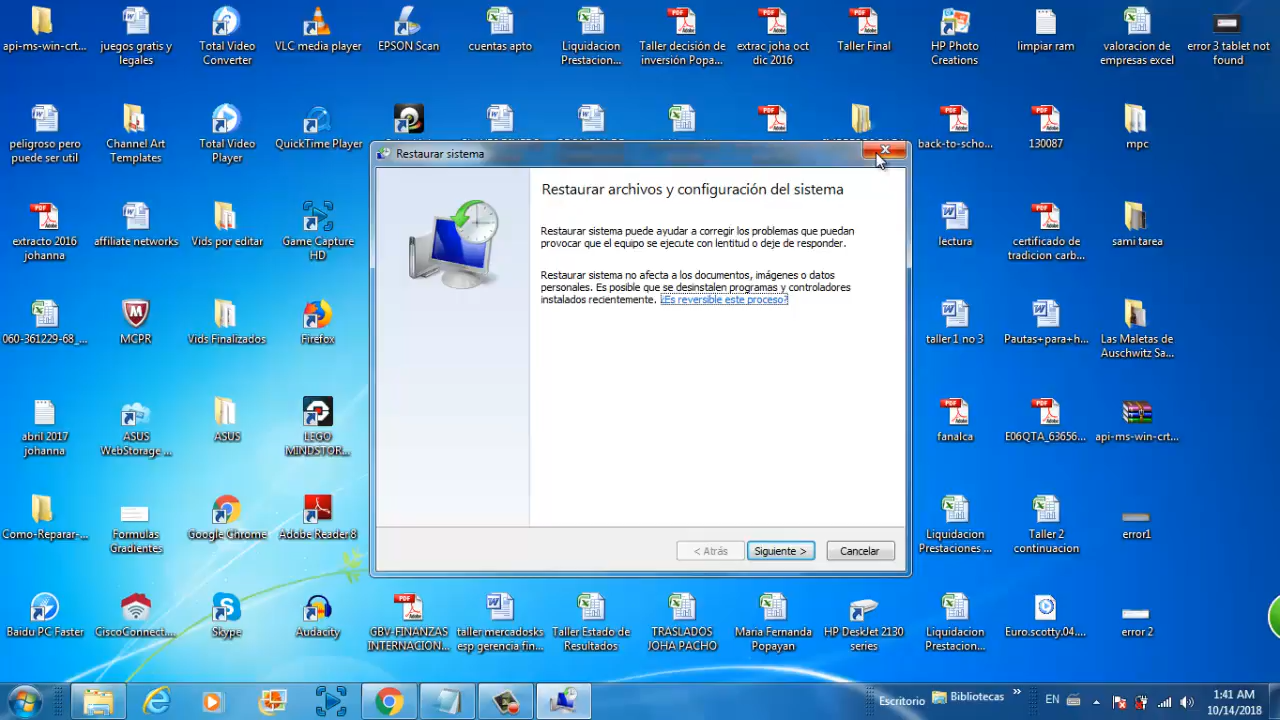 api-ms-win-crt...
juegos gratis y
legales
Total Video
Converter
VLC media player
EPSON Scan
cuentas apto
Liquidacion
Prestacion...
Taller decisión de
inversión Popa...
extrac joha oct
dic 2016
Taller Final
HP Photo
Creations
limpiar ram
valoracion de
empresas excel
error 3 tablet not
found
peligroso pero
puede ser util
Channel Art
Templates
Total Video
Player
QuickTime Player
back-to-scho...
130087
mpc
Restaurar sistema
Restaurar archivos y configuración del sistema
Restaurar sistema puede ayudar a corregir los problemas que puedan
provocar que el equipo se ejecute con lentitud o deje de responder.
Restaurar sistema no afecta a los documentos, imágenes o datos
personales. Es posible que se desinstalen programas y controladores
instalados recientemente. ¿Es reversible este proceso?
< Atrás
Siguiente >
Cancelar
extracto 2016
johanna
affiliate networks
Vids por editar
Game Capture
HD
lectura
certificado de
tradicion carb...
sami tarea
060-361229-68_...
MCPR
Vids Finalizados
Firefox
taller 1 no 3
Pautas+para+h...
Las Maletas de
Auschwitz Sa...
abril 2017
johanna
ASUS
WebStorage ...
ASUS
LEGO
MINDSTOR...
fanalca
E06QTA_63656...
api-ms-win-crt...
Como-Reparar-...
Formulas
Gradientes
Google Chrome
Adobe Reader 8
Liquidacion
Prestaciones ...
Taller 2
continuacion
error1
Baidu PC Faster
CiscoConnect...
Skype
Audacity
GBV-FINANZAS
INTERNACION...
taller mercadosks
esp gerencia fin...
Taller Estado de
Resultados
TRASLADOS
JOHA PACHO
Maria Fernanda
Popayan
HP DeskJet 2130
series
Liquidacion
Prestacion...
Euro.scotty.04....
error 2
Escritorio
Bibliotecas
»
EN
1:41 AM
10/14/2018